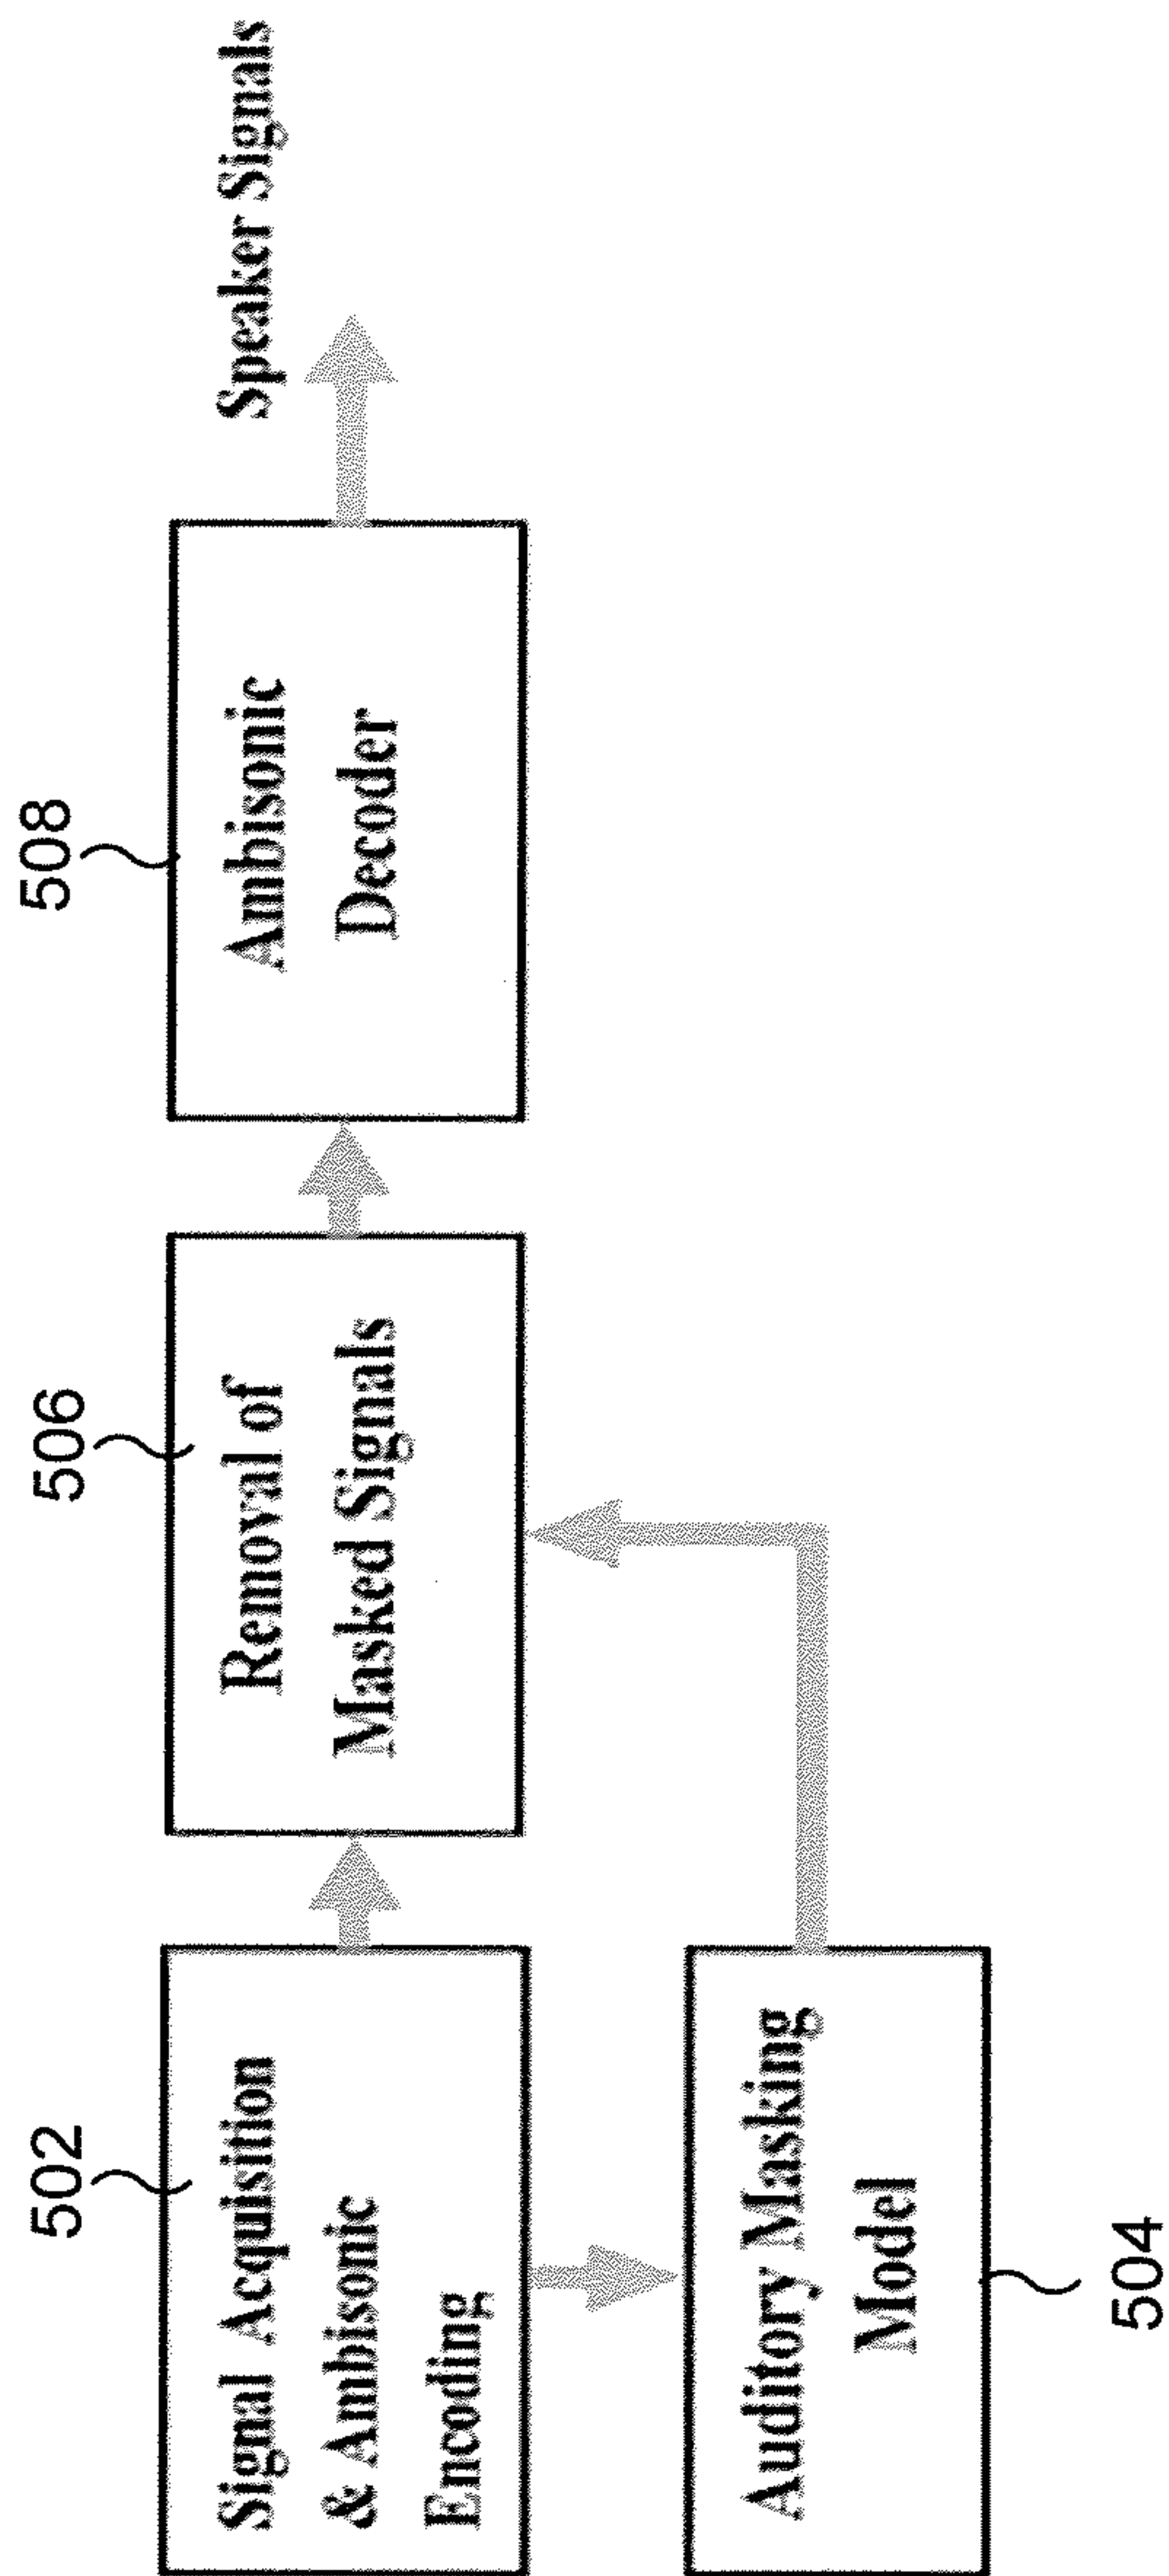 502
Signal Acquisition
& Ambisonic
Encoding
506
Removal of
Masked Signals
508
Ambisonic
Decoder
Speaker Signals
Auditory Masking
Model
504